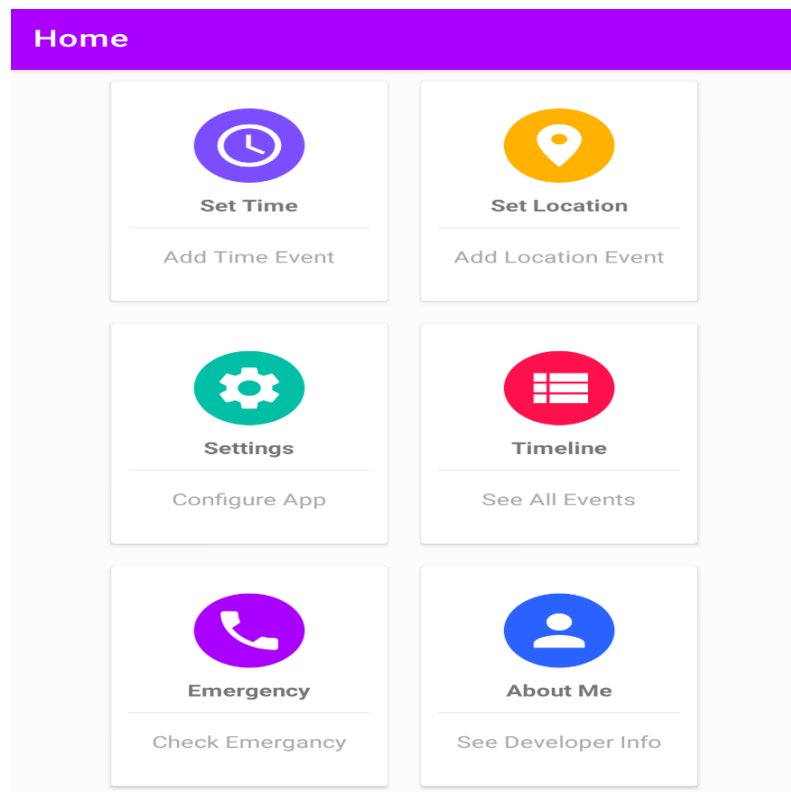 Home
Set Time
Add Time Event
Set Location
Add Location Event
Settings
Configure App
Timeline
See All Events
Emergency
Check Emergancy
About Me
See Developer Info